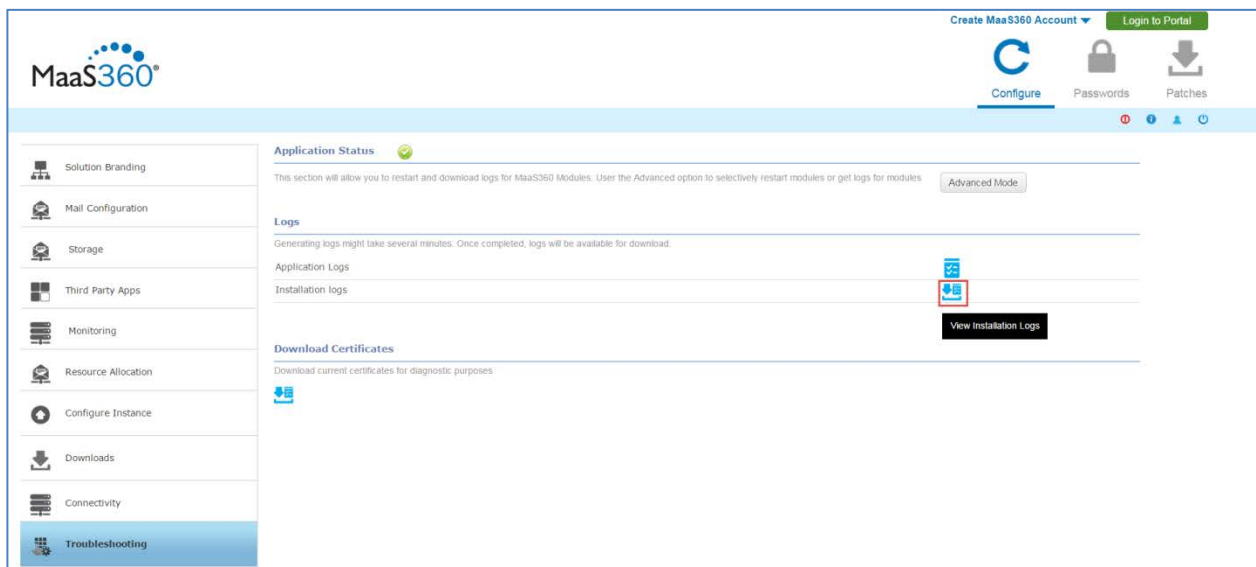 Create MaaS360 Account
Login to Portal
MaaS360®
Configure
Passwords
Patches
Solution Branding
Mail Configuration
Storage
Third Party Apps
Monitoring
Resource Allocation
Configure Instance
Downloads
Connectivity
Troubleshooting
Application Status
This section will allow you to restart and download logs for MaaS360 Modules. User the Advanced option to selectively restart modules or get logs for modules
Advanced Mode
Logs
Generating logs might take several minutes. Once completed, logs will be available for download.
Application Logs
Installation logs
View Installation Logs
Download Certificates
Download current certificates for diagnostic purposes